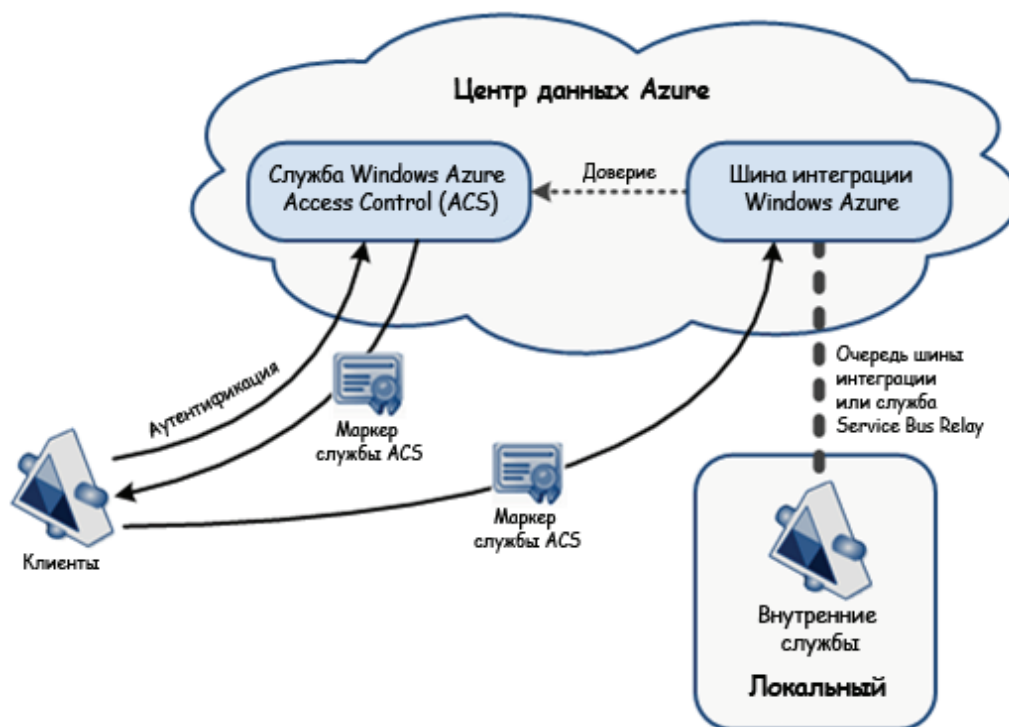 Центр данных Azure
Служба Windows Azure
Access Control (ACS)
Доверие
Шина интеграции
Windows Azure
Аутентификация
Маркер
службы ACS
Очередь шины
интеграции
или служба
Service Bus Relay
Клиенты
Маркер
службы ACS
Внутренние
службы
Локальный